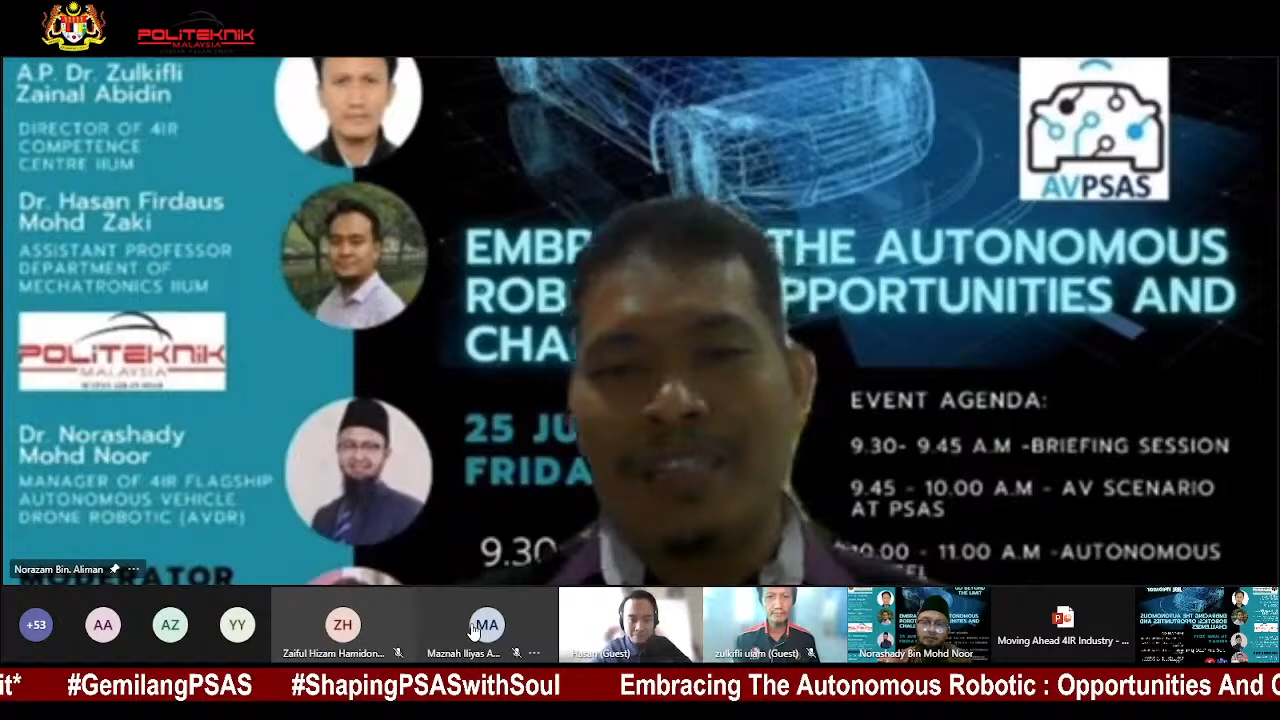 POLITEKNIK
MALAYSIA
A.P. Dr. Zulkifli
Zainal Abidin
DIRECTOR OF 4IR
COMPETENCE
CENTRE IIUM
Dr. Hasan Firdaus
Mohd Zaki
ASSISTANT PROFESSOR
DEPARTMENT OF
MECHATRONICS IIUM
POLITEKNIK
MALAYSIA
Dr. Norashady
Mohd Noor
MANAGER OF 4IR FLAGSHIP
AUTONOMOUS VEHICLE
DRONE ROBOTIC (AVDR)
MODERATOR
AVPSAS
EMBR THE AUTONOMOUS
ROB PPORTUNITIES AND
CHA
25 JU
FRIDA
9.30
EVENT AGENDA:
9.30- 9.45 A.M -BRIEFING SESSION
9.45 - 10.00 A.M - AV SCENARIO
AT PSAS
10.00 - 11.00 A.M -AUTONOMOUS
Norazam Bin. Aliman
+53
AA
AZ
YY
ZH
Zaiful Hizam Hamidon...
MA
Maznah Iliyas A...
Hasan (Guest)
zulkifli uiam (Guest)
Norashady Bin Mohd Noor
Moving Ahead 4IR Industry - ...
it* #GemilangPSAS #ShapingPSASwithSoul Embracing The Autonomous Robotic : Opportunities And C